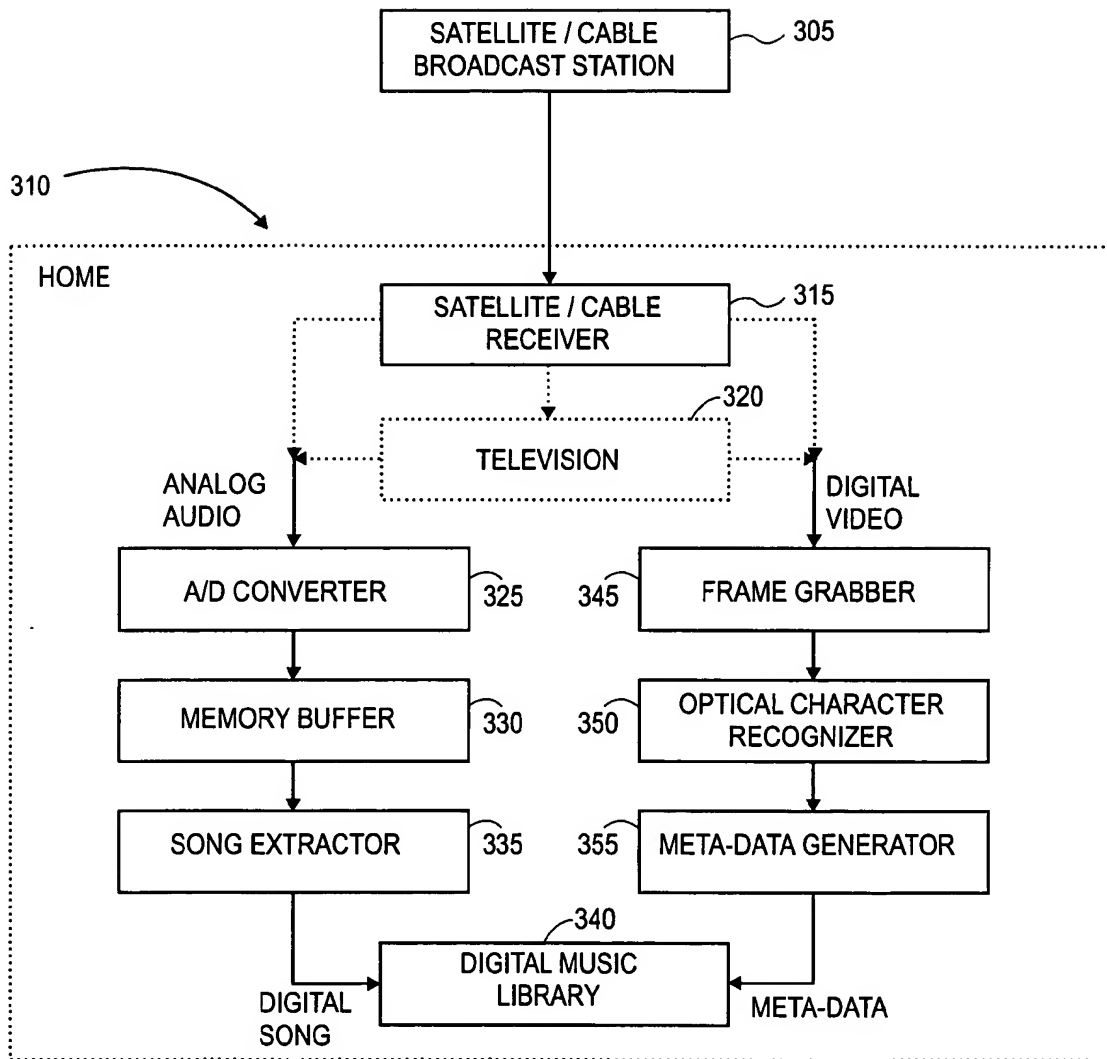 SATELLITE / CABLE
BROADCAST STATION
305
310
HOME
SATELLITE / CABLE
RECEIVER
315
320
TELEVISION
ANALOG
AUDIO
DIGITAL
VIDEO
A/D CONVERTER
325
345
FRAME GRABBER
MEMORY BUFFER
330
350
OPTICAL CHARACTER
RECOGNIZER
SONG EXTRACTOR
335
355
META-DATA GENERATOR
340
DIGITAL MUSIC
LIBRARY
DIGITAL
SONG
META-DATA